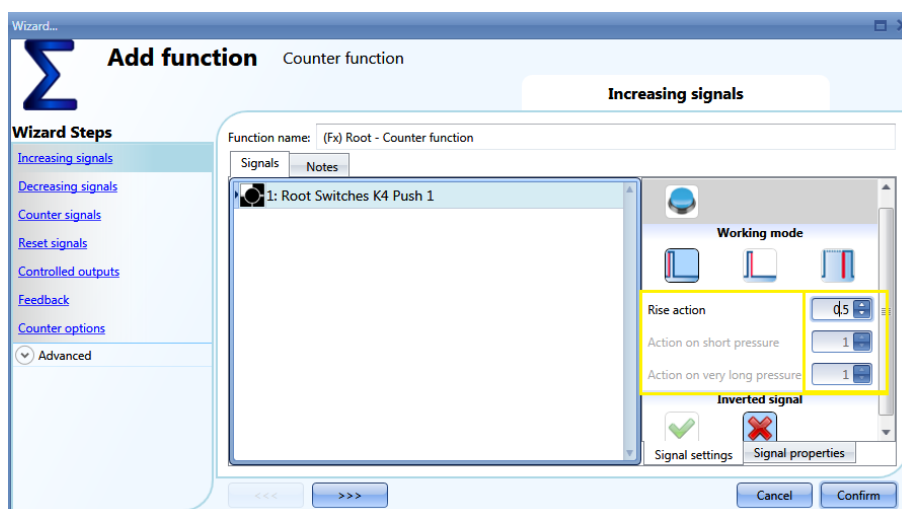 Wizard...
Add function Counter function
Increasing signals
Wizard Steps
Increasing signals
Decreasing signals
Counter signals
Reset signals
Controlled outputs
Feedback
Counter options
Advanced
Function name: (Fx) Root - Counter function
Signals Notes
1: Root Switches K4 Push 1
Working mode
Rise action 0,5
Action on short pressure 1
Action on very long pressure 1
Inverted signal
Signal settings Signal properties
<<< >>> Cancel Confirm